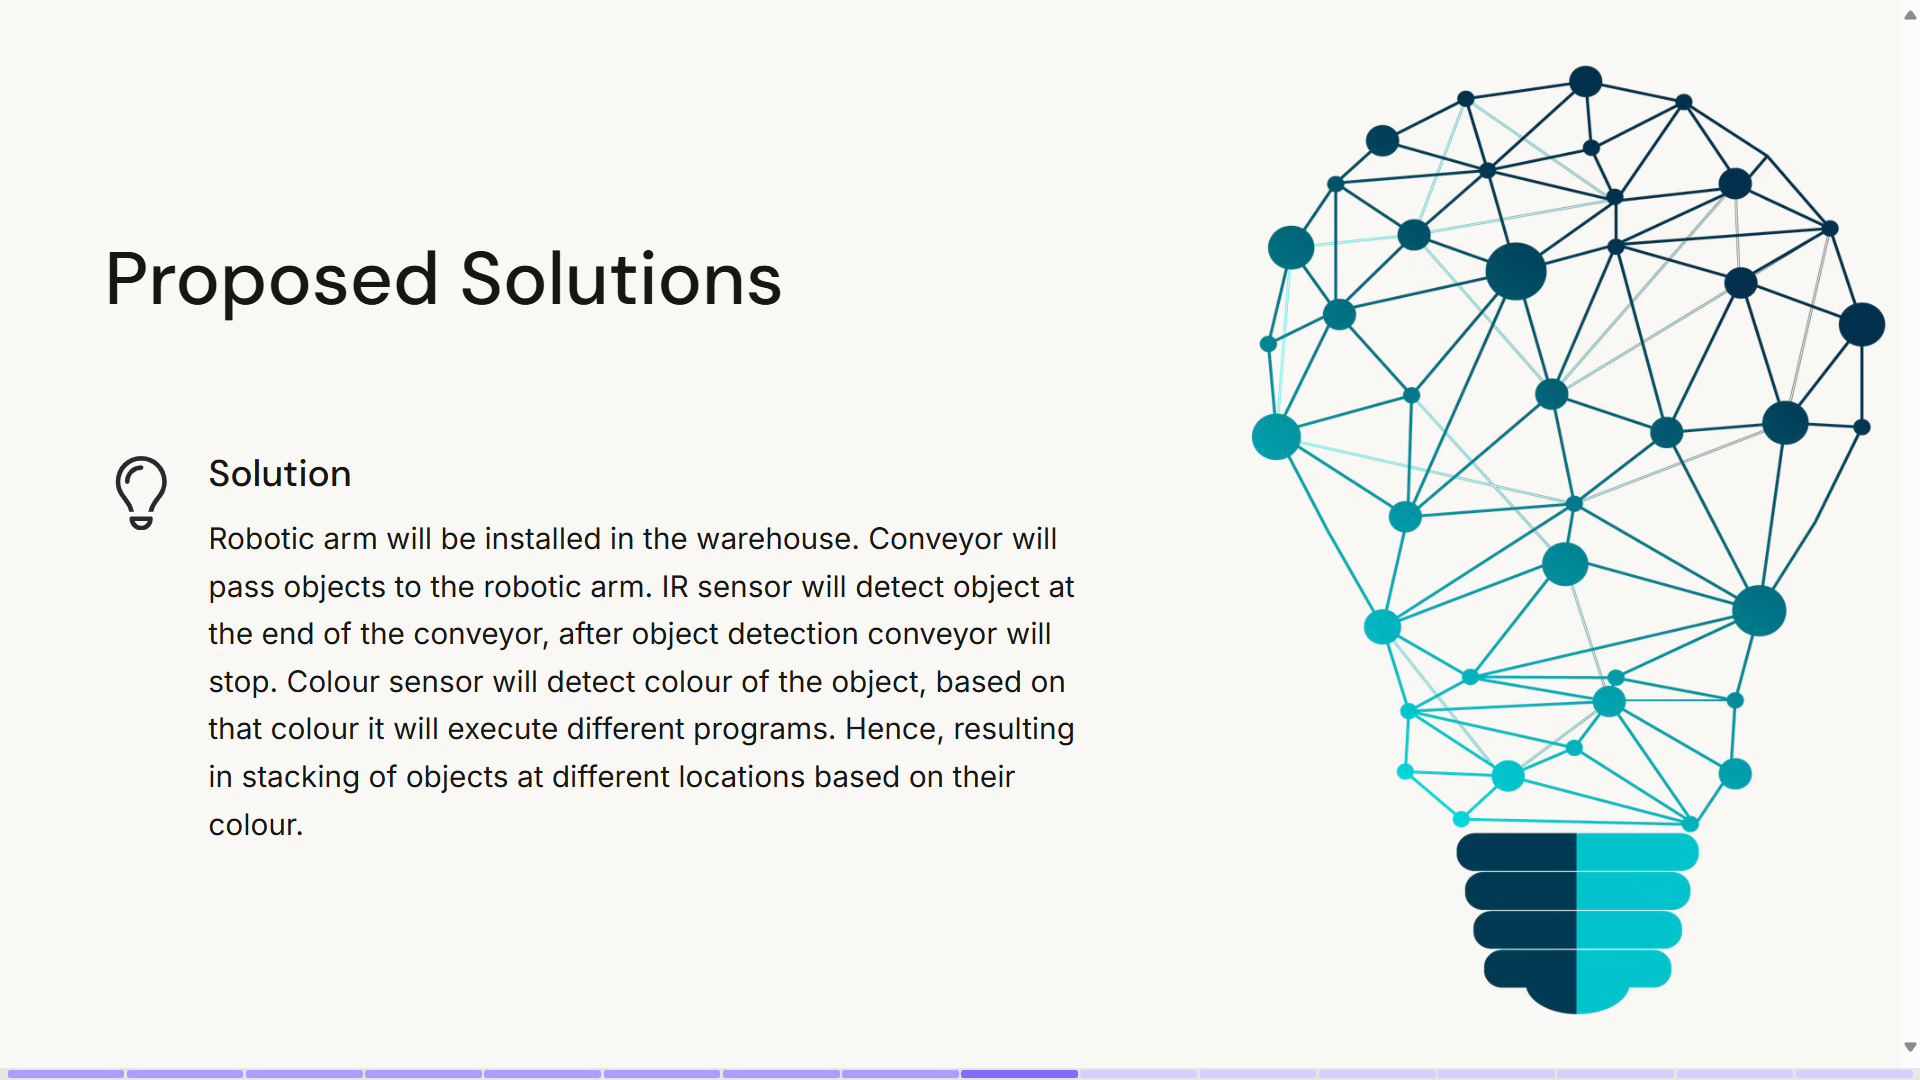 Proposed Solutions
Solution
Robotic arm will be installed in the warehouse. Conveyor will
pass objects to the robotic arm. IR sensor will detect object at
the end of the conveyor, after object detection conveyor will
stop. Colour sensor will detect colour of the object, based on
that colour it will execute different programs. Hence, resulting
in stacking of objects at different locations based on their
colour.